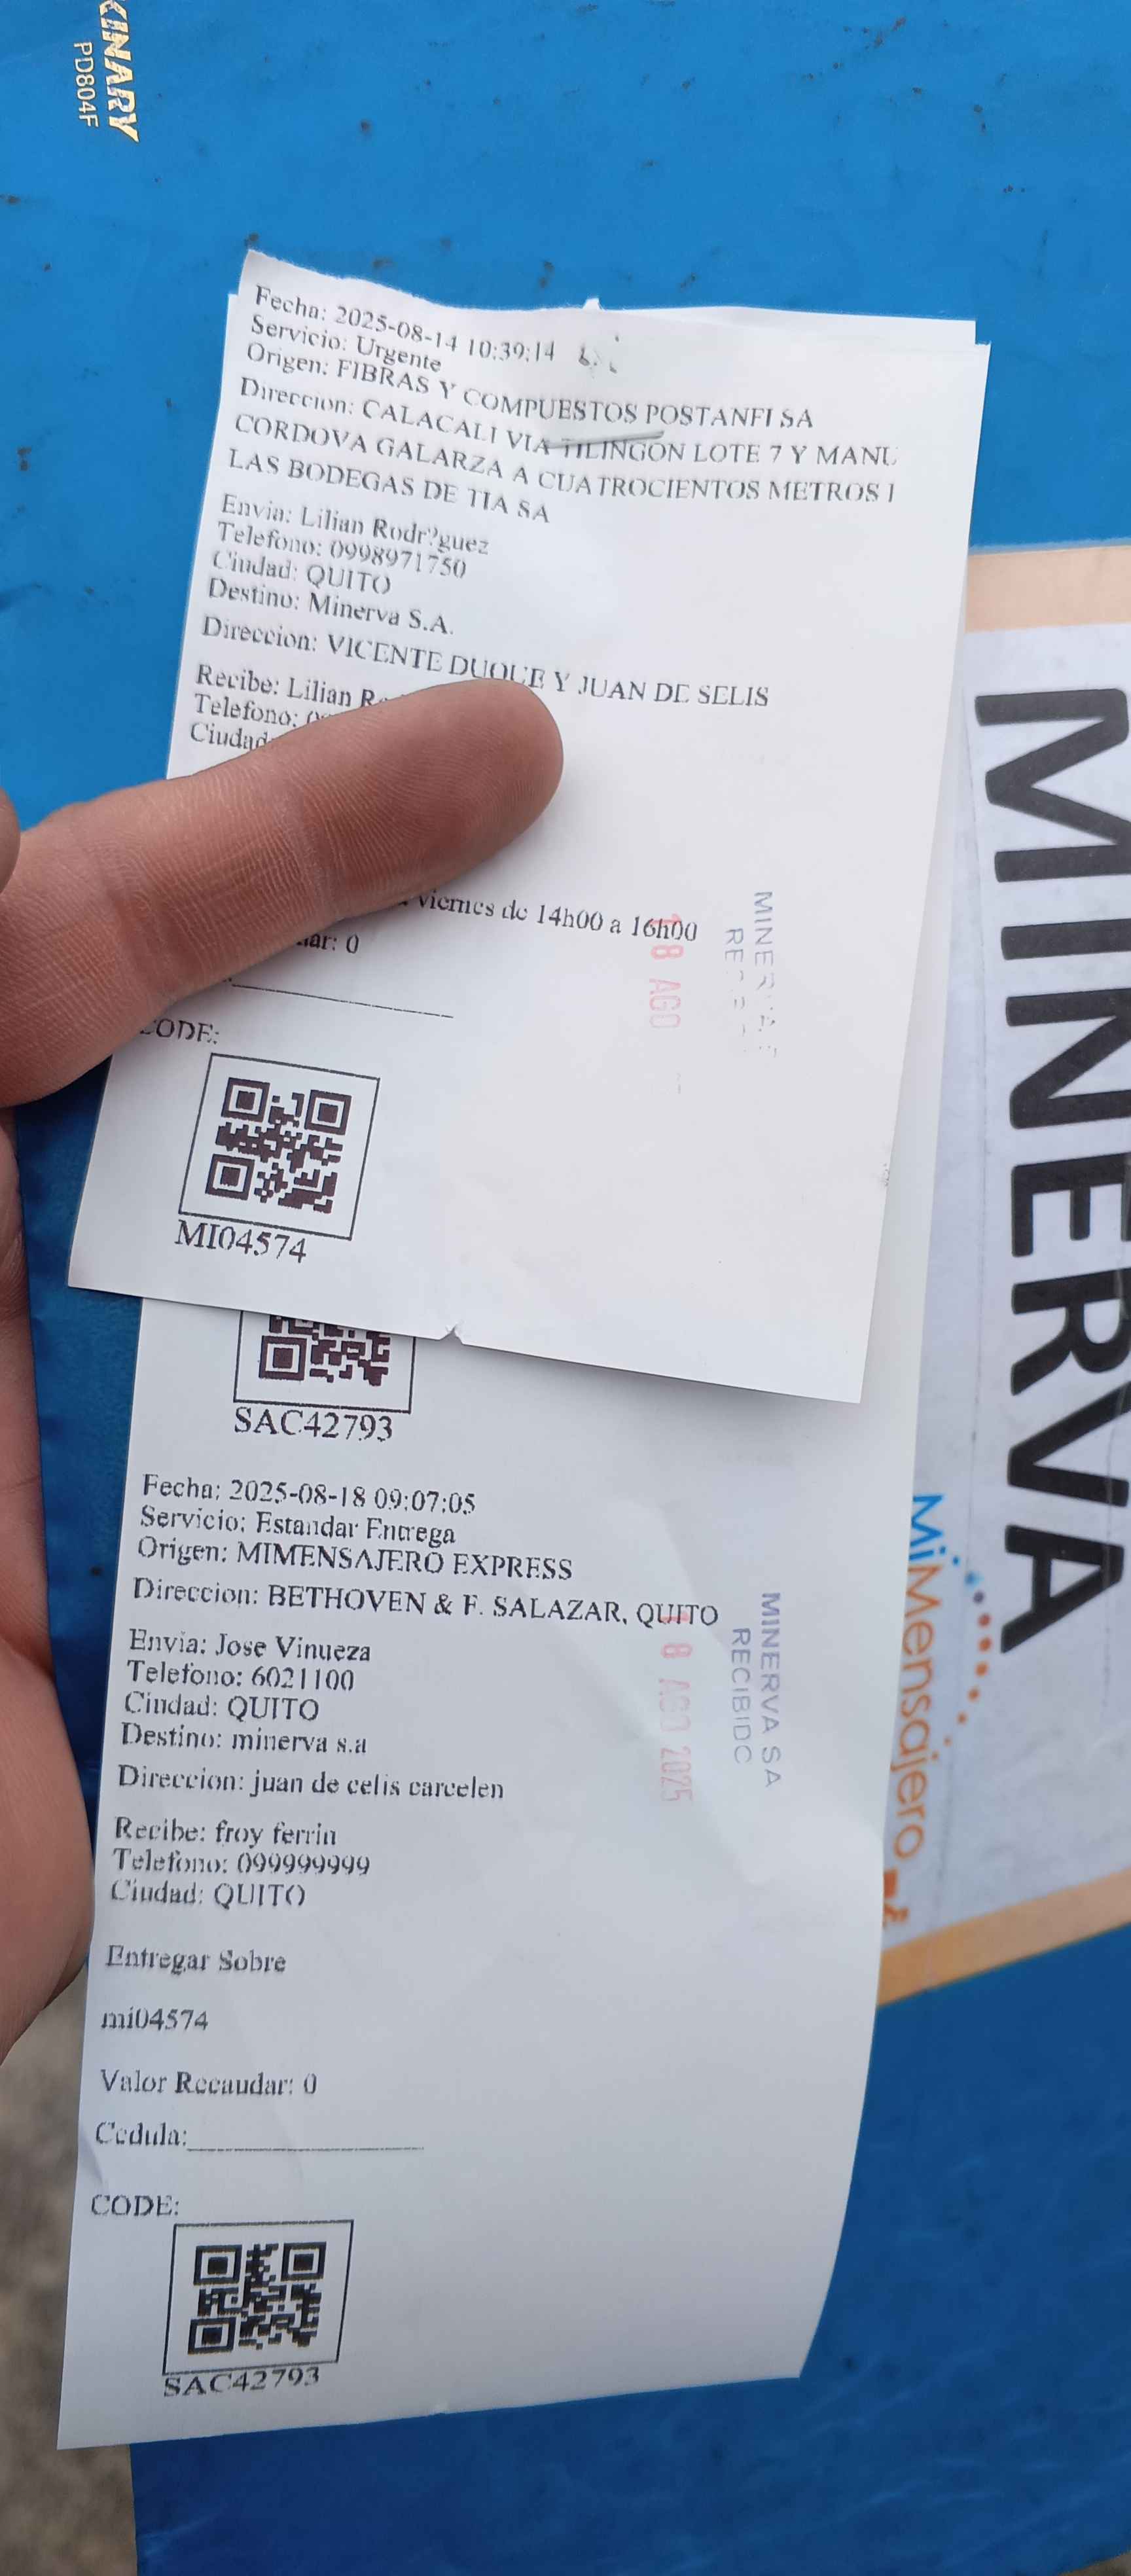 KINARY
PD804F
Fecha: 2025-08-14 10:39:14
Servicio: Urgente
Origen: FIBRAS Y COMPUESTOS POSTANFI SA
Direccion: CALACALI VIA TILINGON LOTE 7 Y MANU
CORDOVA GALARZA A CUATROCIENTOS METROS
LAS BODEGAS DE TIA SA
Envia: Lilian Rodr?guez
Telefono: 0998971750
Ciudad: QUITO
Destino: Minerva S.A.
Direccion: VICENTE DUQUE Y JUAN DE SELIS
Recibe: Lilian
Telefono:
Ciudad
viernes de 14h00 a 16h00
ar: 0
CODE:
MI04574
18 AGO
SAC42793
Fecha: 2025-08-18 09:07:05
Servicio: Estandar Entrega
Origen: MIMENSAJERO EXPRESS
Direccion: BETHOVEN & F. SALAZAR, QUITO
Envia: Jose Vinueza
Telefono: 6021100
Ciudad: QUITO
Destino: minerva s.a
Direccion: juan de celis carcelen
Recibe: froy ferrin
Telefono: 099999999
Ciudad: QUITO
Entregar Sobre
mi04574
Valor Recaudar: 0
Cedula:
CODE:
SAC42793
MINERVA SA
RECIBIDO
18 AGO 2025
MINERVA
MiMensajero